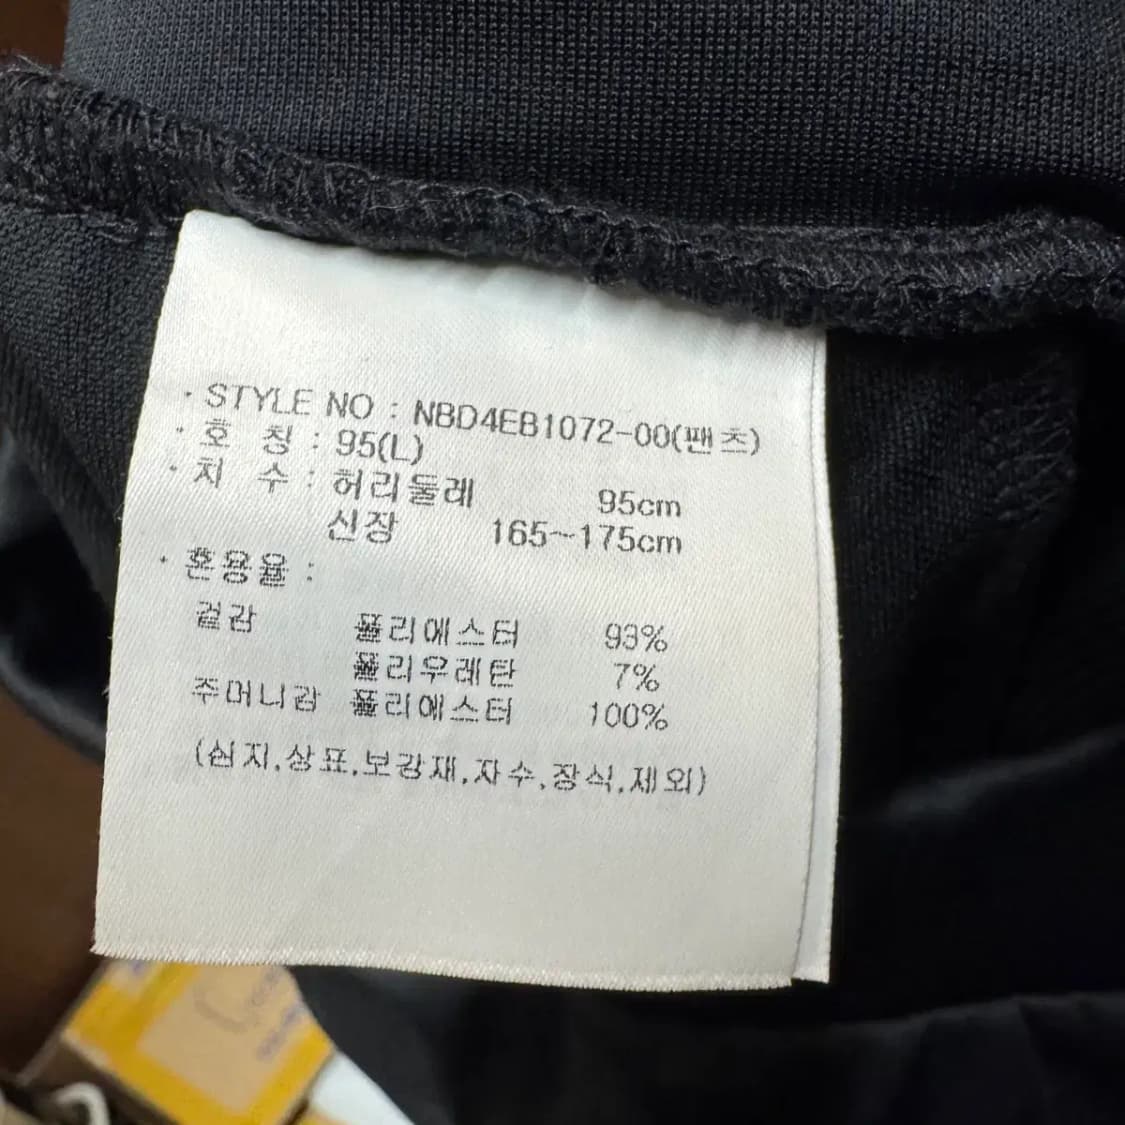 · STYLE NO : NBD4EB1072-00(팬츠)
· 호 칭 : 95(L)
· 치 수 : 허리둘레 95cm
신장 165~175cm
· 혼용율 :
겉감 폴리에스터 93%
폴리우레탄 7%
주머니감 폴리에스터 100%
(심지,상표,보강재,자수,장식,제외)